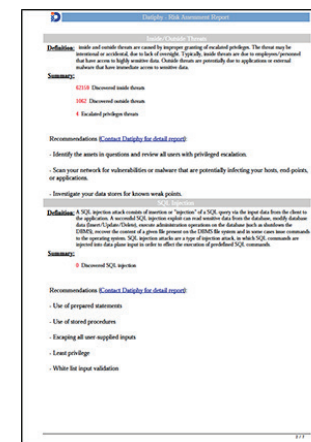 Datiphy - Risk Assessment Report
Inside/Outside Threats
Definition: inside and outside threats are caused by improper granting of escalated privileges. The threat may be
intentional or accidental, due to lack of oversight. Typically, inside threats are due to employees/personnel
that have access to highly sensitive data. Outside threats are potentially due to applications or external
malware that have immediate access to sensitive data.
Summary:
Discovered inside threats
1062 Discovered outside threats
4 Escalated privileges threats
Recommendations (Contact Datiphy for detail report):
- Identify the assets in questions and review all users with privileged escalation.
- Scan your network for vulnerabilities or malware that are potentially infecting your hosts, end-points,
or applications.
- Investigate your data stores for known weak points.
SQL Injection
Definition: A SQL injection attack consists of insertion or "injection" of a SQL query via the input data from the client to
the application. A successful SQL injection exploit can read sensitive data from the database, modify database
data (Insert/Update/Delete), execute administration operations on the database (such as shutdown the
DBMS), recover the content of a given file present on the DBMS file system and in some cases issue commands
to the operating system. SQL injection attacks are a type of injection attack, in which SQL commands are
injected into data plane input in order to effect the execution of predefined SQL commands.
Summary:
0 Discovered SQL injection
Recommendations (Contact Datiphy for detail report):
- Use of prepared statements
- Use of stored procedures
- Escaping all user supplied inputs
- Least privilege
- White list input validation